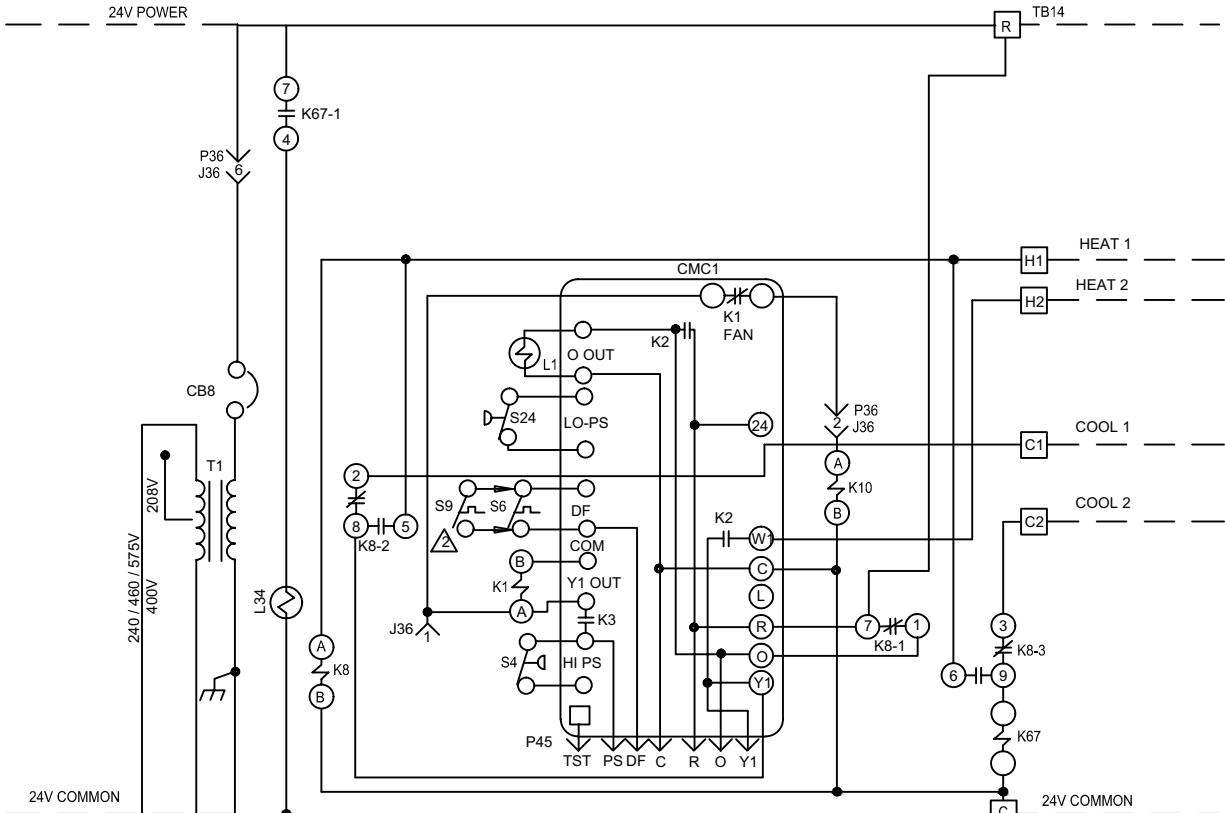 24V POWER
TB14
R
7
K67-1
4
P36
6
J36
HEAT 1
H1
CMC1
HEAT 2
H2
K1
FAN
K2
O OUT
L1
CB8
P36
2
J36
S24
LO-PS
24
COOL 1
C1
T1
2
A
K10
208V
S9
S6
DF
B
COOL 2
C2
8
5
K8-2
2
COM
K2
W1
240 / 460 / 575V
400V
B
K1
Y1 OUT
C
L
L34
A
K3
J36
1
R
7
1
K8-1
3
K8-3
S4
HI PS
O
A
K8
B
Y1
6
9
P45
TST
PS
DF
C
R
O
Y1
K67
24V COMMON
C
24V COMMON